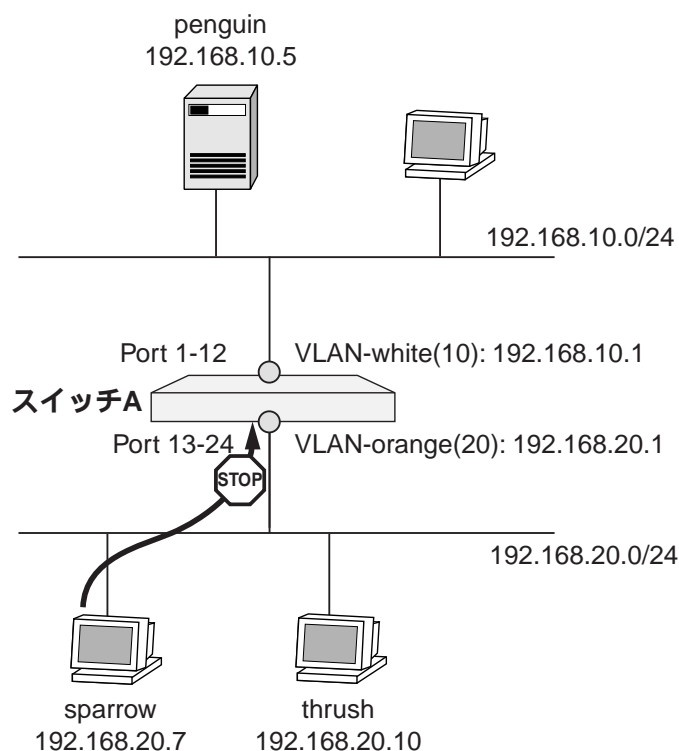 penguin
192.168.10.5
192.168.10.0/24
Port 1-12 VLAN-white(10): 192.168.10.1
スイッチA
Port 13-24 VLAN-orange(20): 192.168.20.1
STOP
192.168.20.0/24
sparrow thrush
192.168.20.7 192.168.20.10